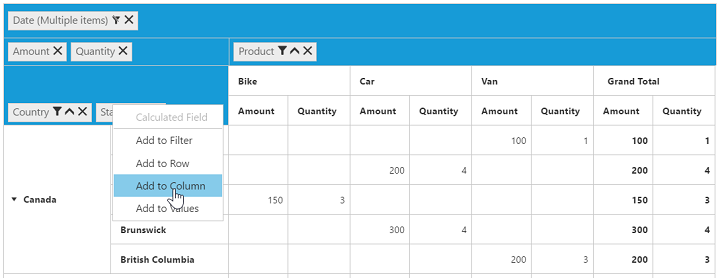 Date (Multiple items)
Amount Quantity Product
Bike Car Van Grand Total
Country
Amount Quantity Amount Quantity Amount Quantity Amount Quantity
Calculated Field
Add to Filter
Add to Row
Add to Column
Add to Values
100 1 100 1
200 4 200 4
Canada 150 3 150 3
Brunswick 300 4 300 4
British Columbia 200 3 200 3